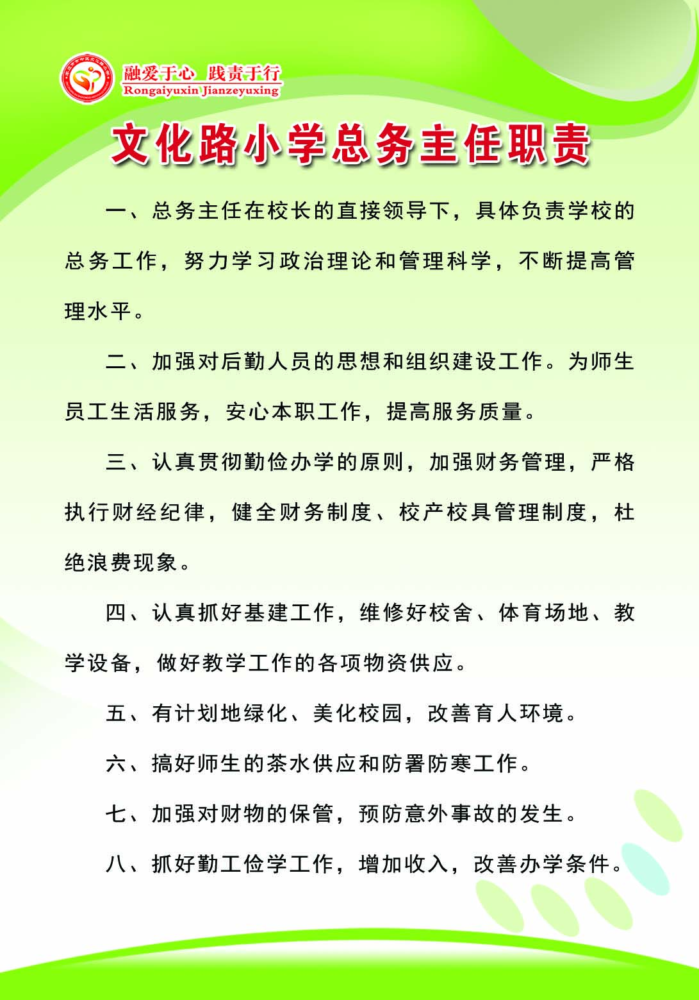 融爱于心 践责于行
Rongaiyuxin Jianzeyuxing
文化路小学总务主任职责
一、总务主任在校长的直接领导下，具体负责学校的
总务工作，努力学习政治理论和管理科学，不断提高管
理水平。
二、加强对后勤人员的思想和组织建设工作。为师生
员工生活服务，安心本职工作，提高服务质量。
三、认真贯彻勤俭办学的原则，加强财务管理，严格
执行财经纪律，健全财务制度、校产校具管理制度，杜
绝浪费现象。
四、认真抓好基建工作，维修好校舍、体育场地、教
学设备，做好教学工作的各项物资供应。
五、有计划地绿化、美化校园，改善育人环境。
六、搞好师生的茶水供应和防署防寒工作。
七、加强对财物的保管，预防意外事故的发生。
八、抓好勤工俭学工作，增加收入，改善办学条件。